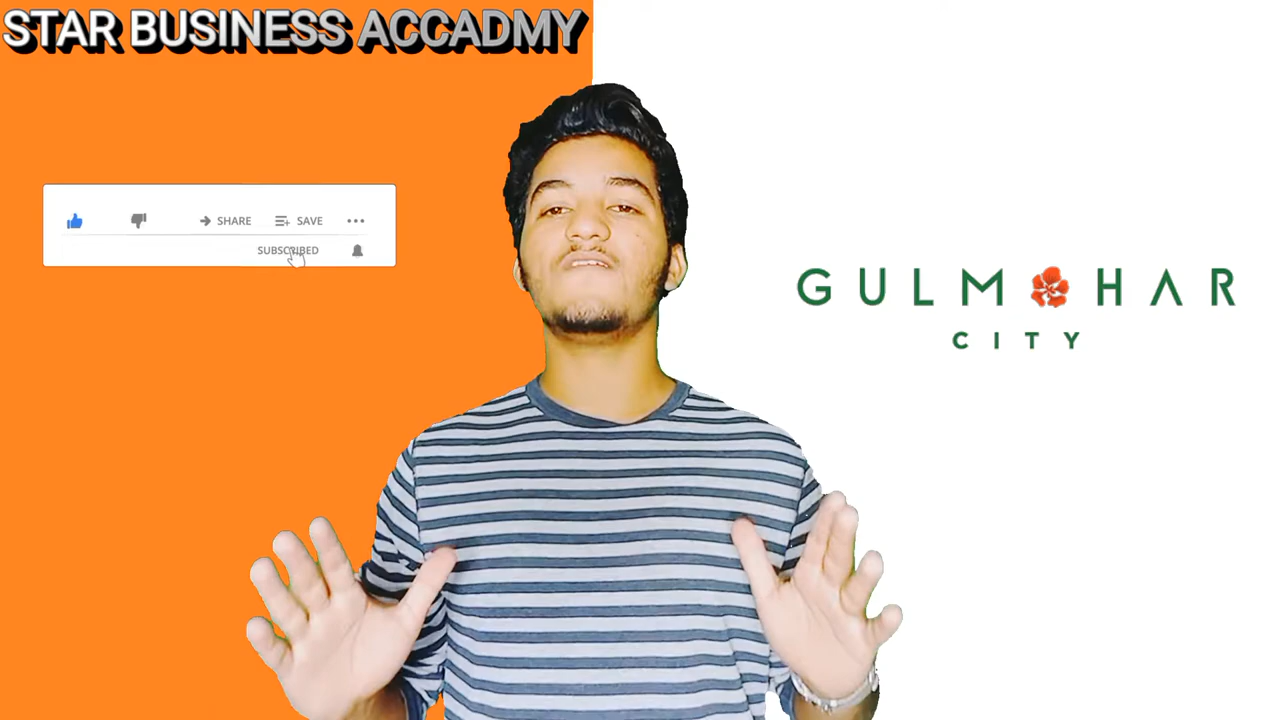 STAR BUSINESS ACCADMY
SHARE SAVE
SUBSCRIBED
GULMOHAR
CITY